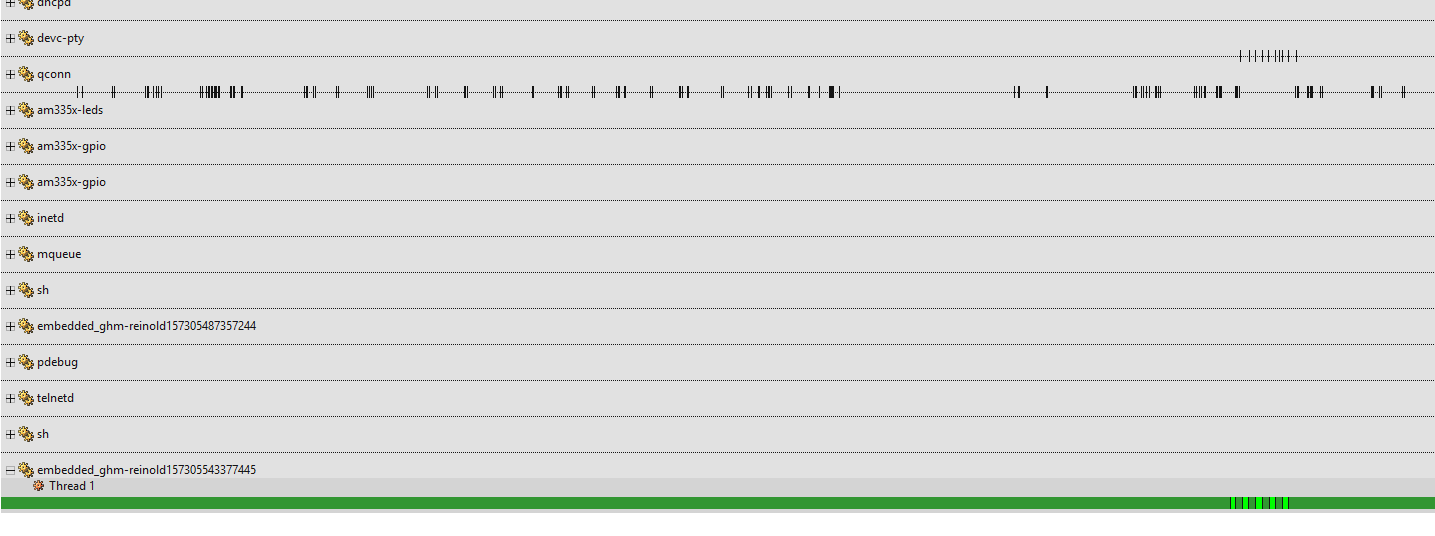 dhcpd
devc-pty
qconn
am335x-leds
am335x-gpio
am335x-gpio
inetd
mqueue
sh
embedded_ghm-reinold157305487357244
pdebug
telnetd
sh
embedded_ghm-reinold157305543377445
Thread 1